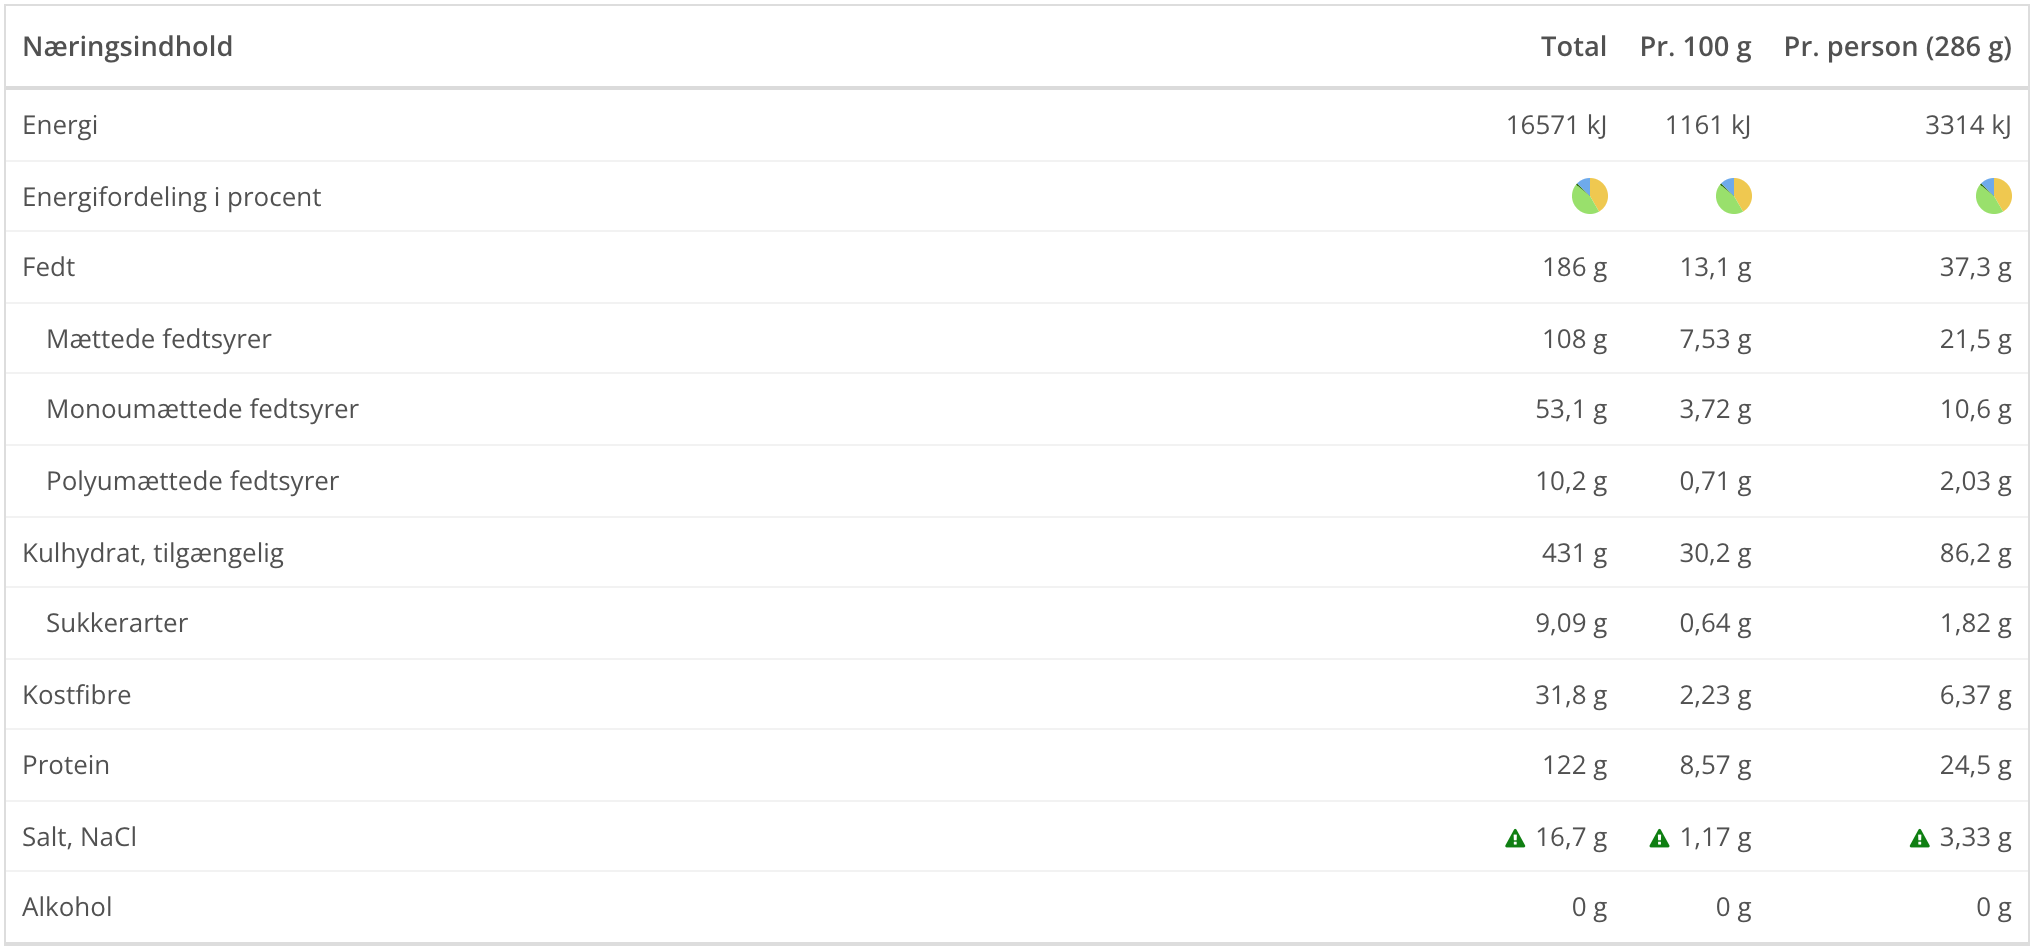 Næringsindhold Total Pr. 100 g Pr. person (286 g)
Energi 16571 kJ 1161 kJ 3314 kJ
Energifordeling i procent
Fedt 186 g 13,1 g 37,3 g
Mættede fedtsyrer 108 g 7,53 g 21,5 g
Monoumættede fedtsyrer 53,1 g 3,72 g 10,6 g
Polyumættede fedtsyrer 10,2 g 0,71 g 2,03 g
Kulhydrat, tilgængelig 431 g 30,2 g 86,2 g
Sukkerarter 9,09 g 0,64 g 1,82 g
Kostfibre 31,8 g 2,23 g 6,37 g
Protein 122 g 8,57 g 24,5 g
Salt, NaCl 16,7 g 1,17 g 3,33 g
Alkohol 0 g 0 g 0 g